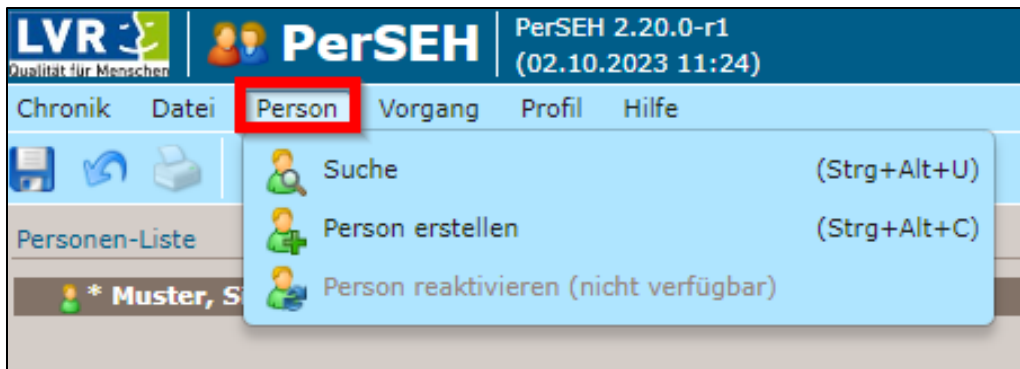 LVR
Qualität für Menschen
PerSEH
PerSEH 2.20.0-r1
(02.10.2023 11:24)
Chronik Datei Person Vorgang Profil Hilfe
Suche (Strg+Alt+U)
Person erstellen (Strg+Alt+C)
Person reaktivieren (nicht verfügbar)
Personen-Liste
* Muster,